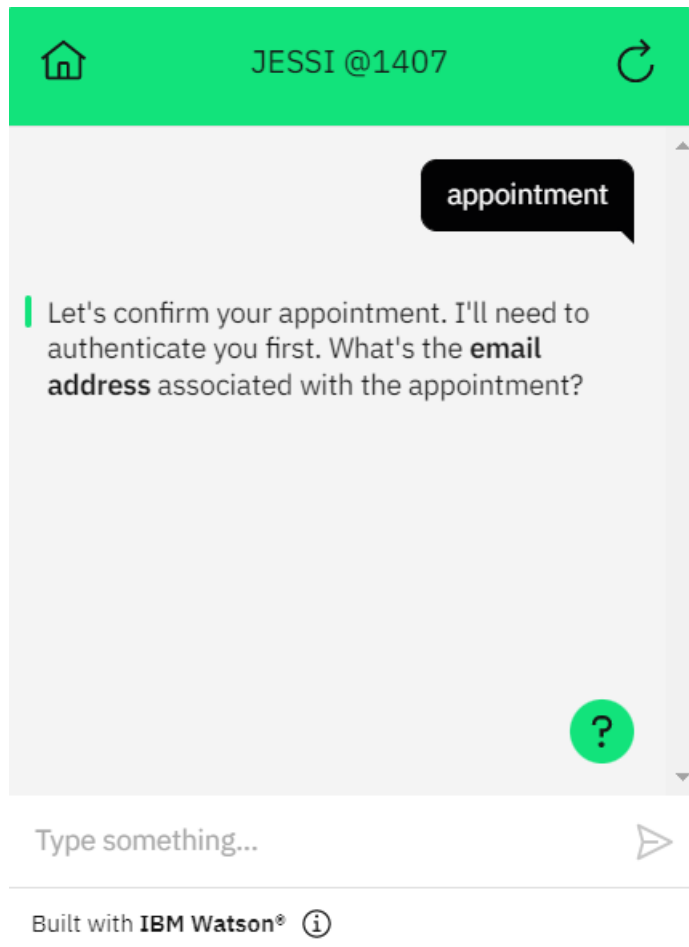 JESSI @1407
appointment
Let's confirm your appointment. I'll need to
authenticate you first. What's the email
address associated with the appointment?
?
Type something...
Built with IBM Watson®